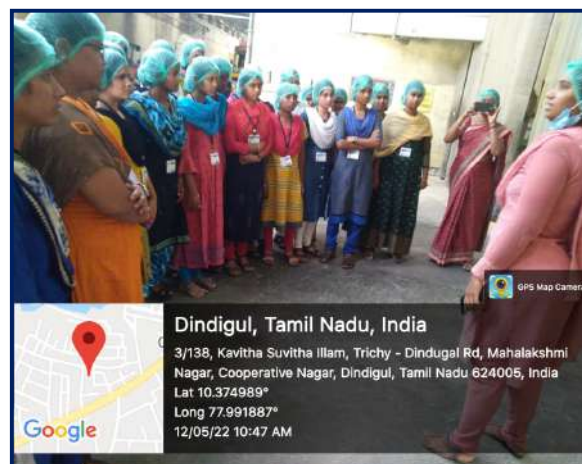 GPS Map Camera
Dindigul, Tamil Nadu, India
3/138, Kavitha Suvitha Illam, Trichy - Dindugal Rd, Mahalakshmi
Nagar, Cooperative Nagar, Dindigul, Tamil Nadu 624005, India
Lat 10.374989°
Long 77.991887°
12/05/22 10:47 AM
Google